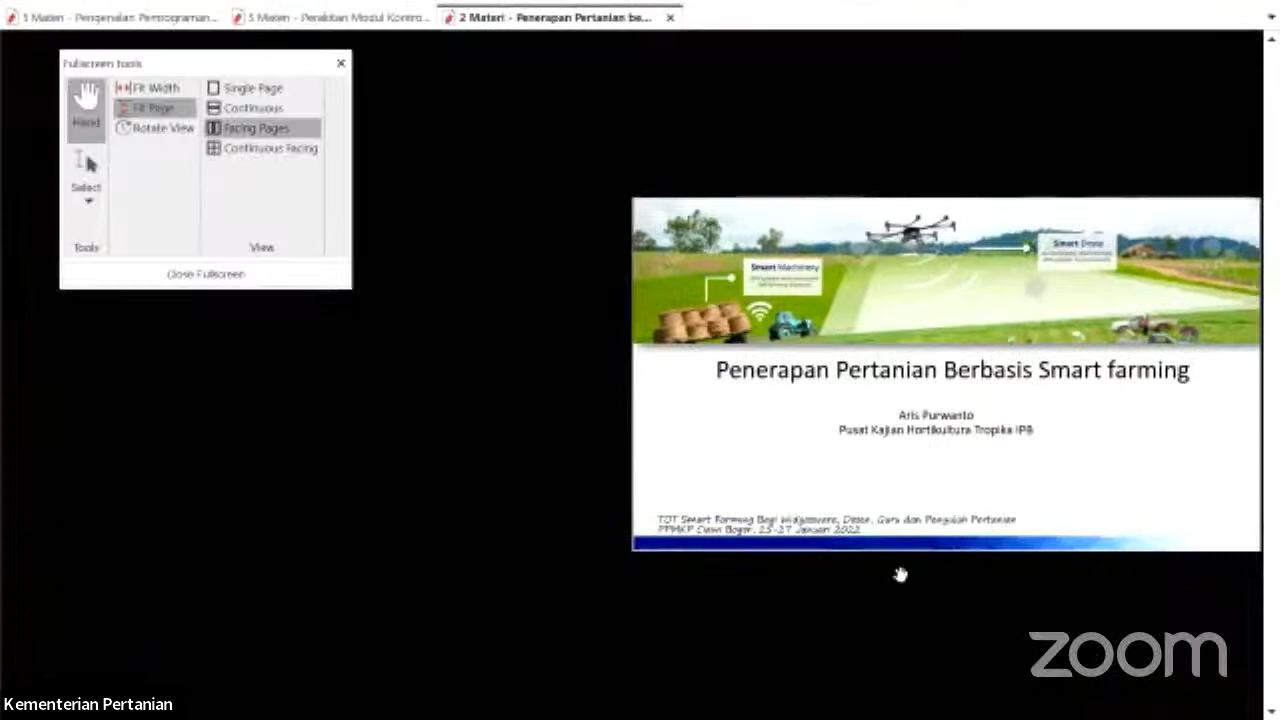 1 Materi - Pengenalan Pemrograman...
3 Materi - Perakitan Modul Kontro...
2 Materi - Penerapan Pertanian be...
Fullscreen tools
Hand
Select
Tools
Fit Width
Fit Page
Rotate View
Single Page
Continuous
Facing Pages
Continuous Facing
View
Close Fullscreen
Smart Drone
Smart Machinery
Penerapan Pertanian Berbasis Smart farming
Aris Purwanto
Pusat Kajian Hortikultura Tropika IPB
TOT Smart Farming Bagi Widyaiswara, Dosen, Guru dan Penyuluh Pertanian
PPMKP Ciawi Bogor, 25-27 Januari 2022
zoom
Kementerian Pertanian